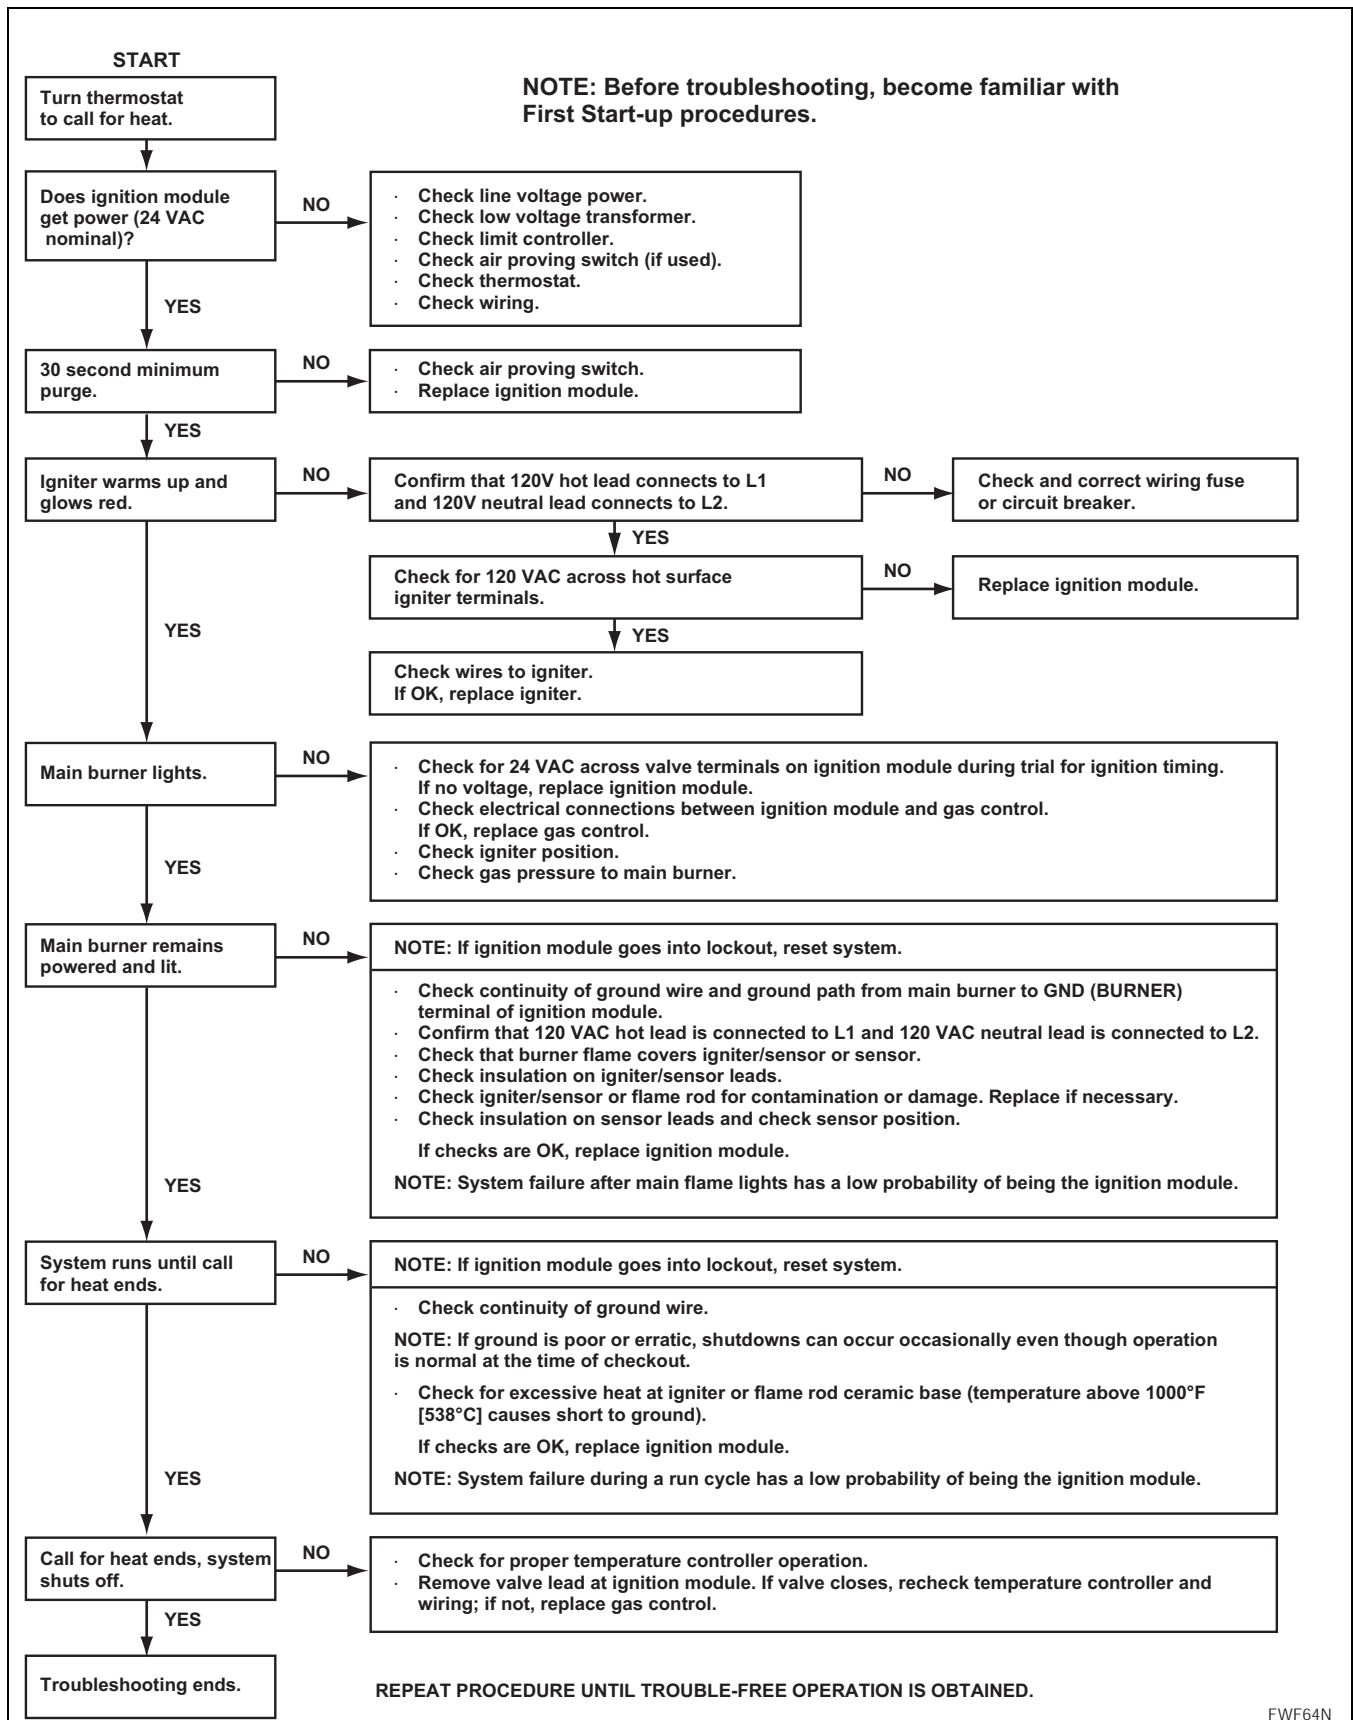 START
NOTE: Before troubleshooting, become familiar with
First Start-up procedures.
Turn thermostat
to call for heat.
Does ignition module
get power (24 VAC
nominal)?
NO
· Check line voltage power.
· Check low voltage transformer.
· Check limit controller.
· Check air proving switch (if used).
· Check thermostat.
· Check wiring.
YES
30 second minimum
purge.
NO
· Check air proving switch.
· Replace ignition module.
YES
Igniter warms up and
glows red.
NO
Confirm that 120V hot lead connects to L1
and 120V neutral lead connects to L2.
NO
Check and correct wiring fuse
or circuit breaker.
YES
Check for 120 VAC across hot surface
igniter terminals.
NO
Replace ignition module.
YES
YES
Check wires to igniter.
If OK, replace igniter.
Main burner lights.
NO
· Check for 24 VAC across valve terminals on ignition module during trial for ignition timing.
If no voltage, replace ignition module.
· Check electrical connections between ignition module and gas control.
If OK, replace gas control.
· Check igniter position.
· Check gas pressure to main burner.
YES
Main burner remains
powered and lit.
NO
NOTE: If ignition module goes into lockout, reset system.
· Check continuity of ground wire and ground path from main burner to GND (BURNER)
terminal of ignition module.
· Confirm that 120 VAC hot lead is connected to L1 and 120 VAC neutral lead is connected to L2.
· Check that burner flame covers igniter/sensor or sensor.
· Check insulation on igniter/sensor leads.
· Check igniter/sensor or flame rod for contamination or damage. Replace if necessary.
· Check insulation on sensor leads and check sensor position.
If checks are OK, replace ignition module.
NOTE: System failure after main flame lights has a low probability of being the ignition module.
YES
System runs until call
for heat ends.
NO
NOTE: If ignition module goes into lockout, reset system.
· Check continuity of ground wire.
NOTE: If ground is poor or erratic, shutdowns can occur occasionally even though operation
is normal at the time of checkout.
· Check for excessive heat at igniter or flame rod ceramic base (temperature above 1000°F
[538°C] causes short to ground).
If checks are OK, replace ignition module.
NOTE: System failure during a run cycle has a low probability of being the ignition module.
YES
Call for heat ends, system
shuts off.
NO
· Check for proper temperature controller operation.
· Remove valve lead at ignition module. If valve closes, recheck temperature controller and
wiring; if not, replace gas control.
YES
Troubleshooting ends.
REPEAT PROCEDURE UNTIL TROUBLE-FREE OPERATION IS OBTAINED.
FWF64N